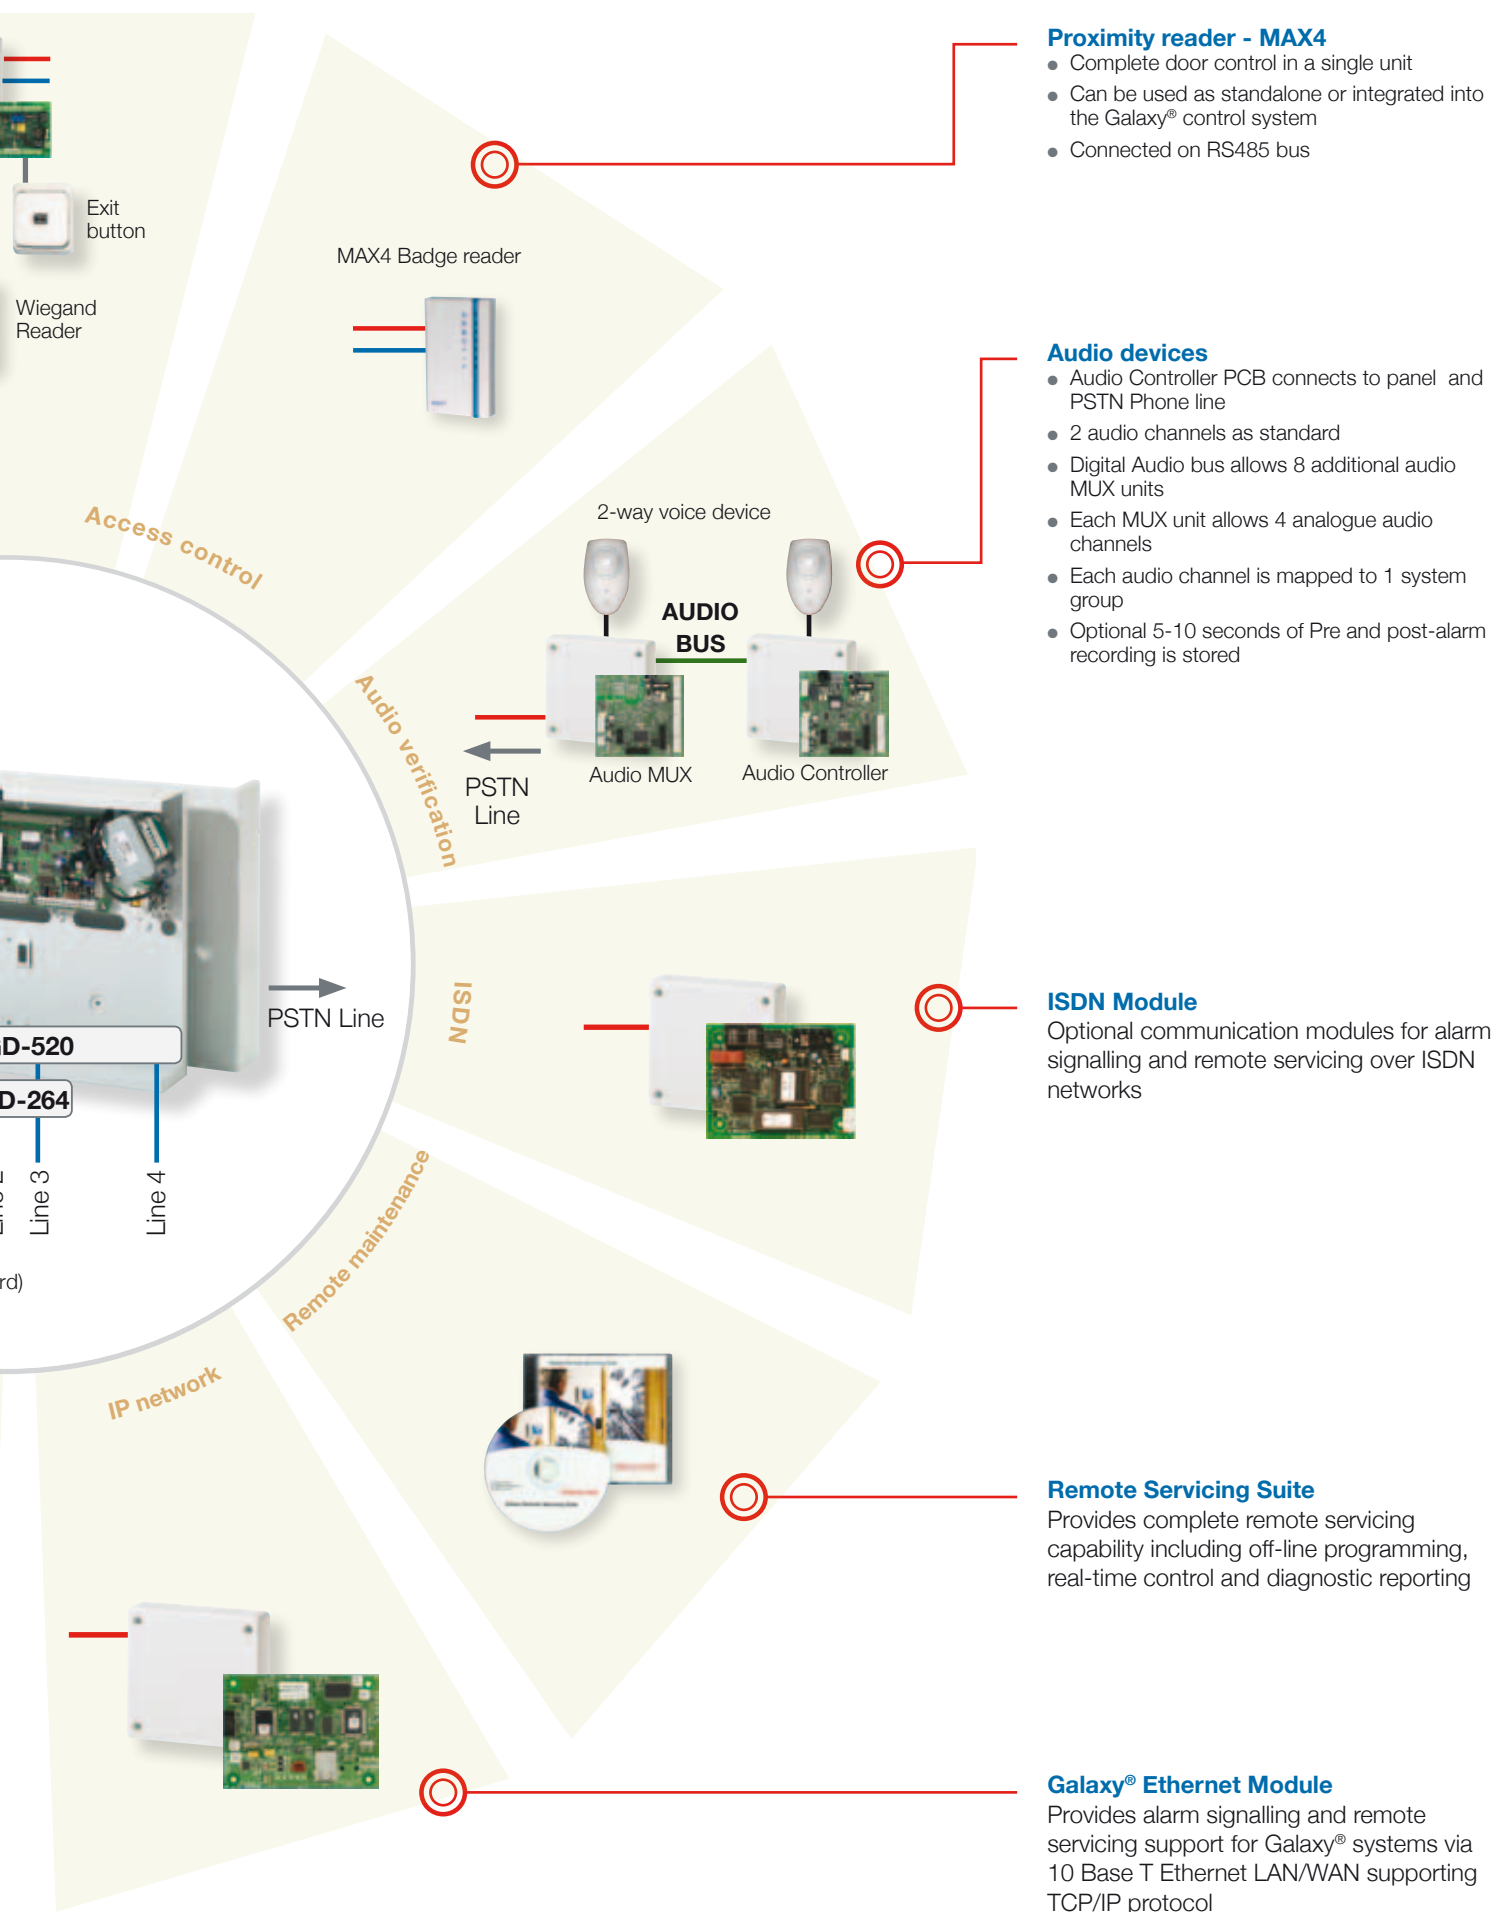 Proximity reader - MAX4
● Complete door control in a single unit
● Can be used as standalone or integrated into
the Galaxy® control system
● Connected on RS485 bus
Exit
button
Wiegand
Reader
MAX4 Badge reader
Access control
Audio devices
● Audio Controller PCB connects to panel and
PSTN Phone line
● 2 audio channels as standard
● Digital Audio bus allows 8 additional audio
MUX units
● Each MUX unit allows 4 analogue audio
channels
● Each audio channel is mapped to 1 system
group
● Optional 5-10 seconds of Pre and post-alarm
recording is stored
2-way voice device
AUDIO
BUS
Audio MUX
Audio Controller
PSTN
Line
Audio verification
PSTN Line
D-520
D-264
Line 3
Line 4
rd)
ISDN
ISDN Module
Optional communication modules for alarm
signalling and remote servicing over ISDN
networks
Remote maintenance
Remote Servicing Suite
Provides complete remote servicing
capability including off-line programming,
real-time control and diagnostic reporting
IP network
Galaxy® Ethernet Module
Provides alarm signalling and remote
servicing support for Galaxy® systems via
10 Base T Ethernet LAN/WAN supporting
TCP/IP protocol